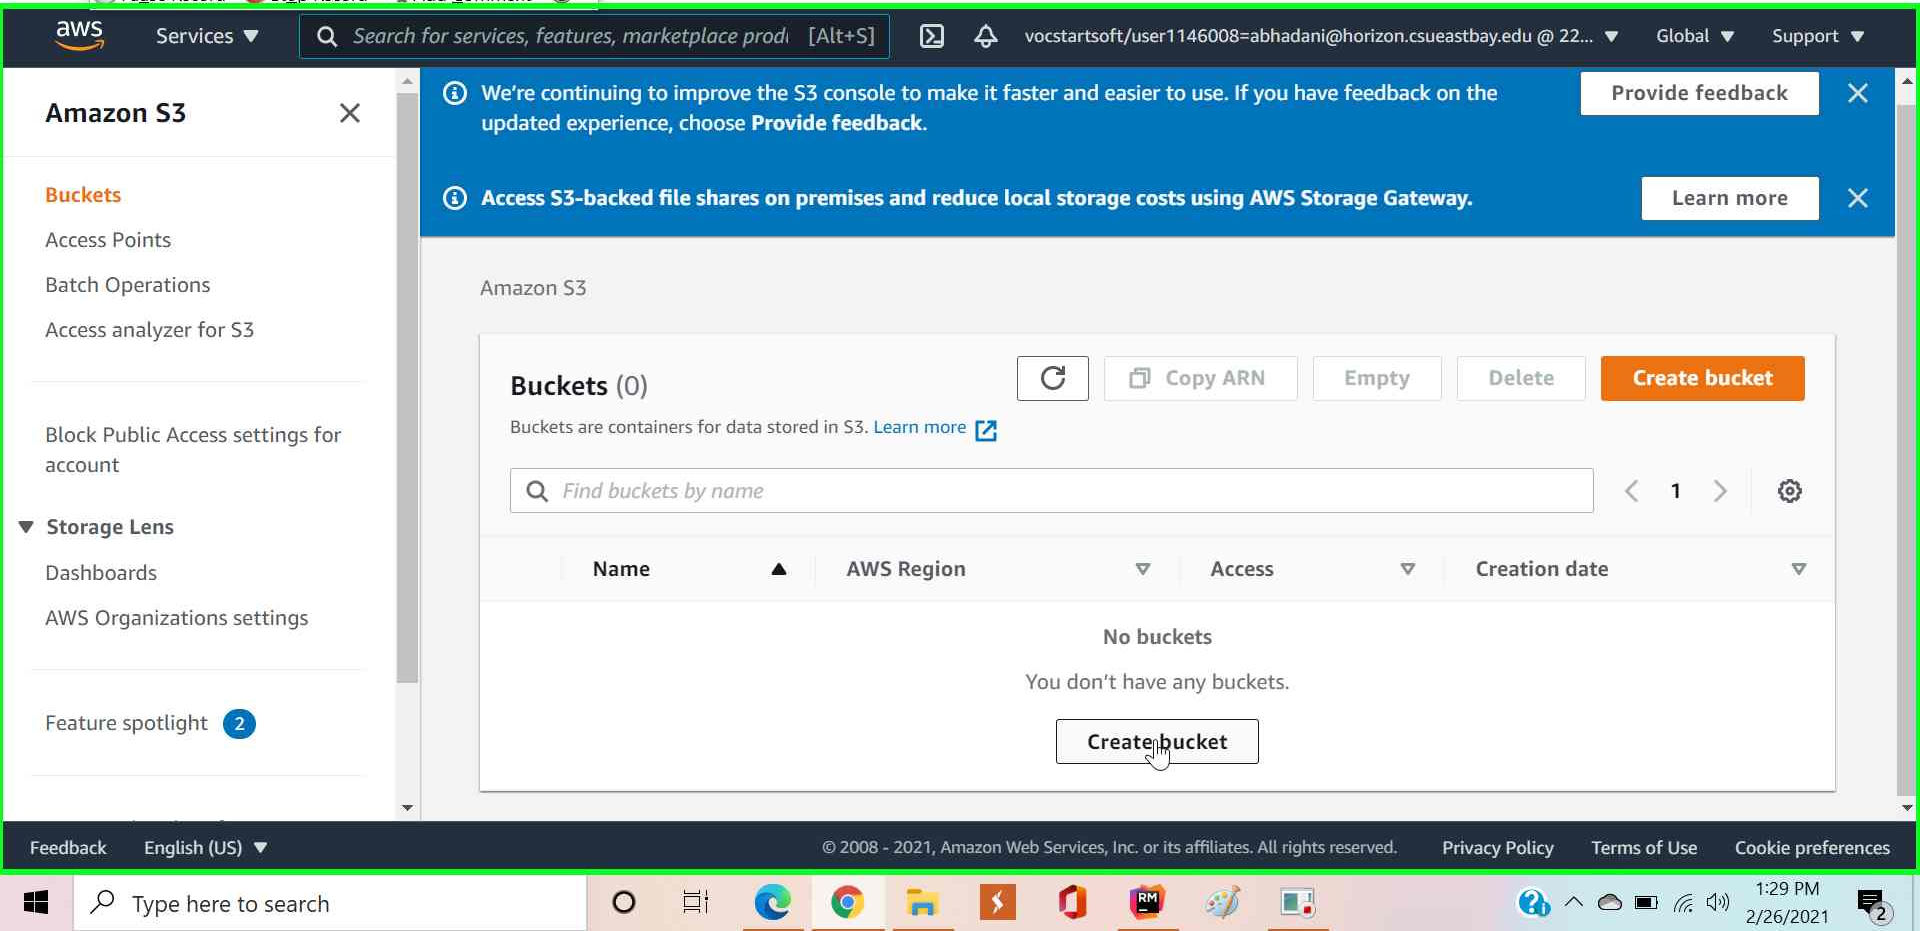 aws
Services
Search for services, features, marketplace prod
[Alt+S]
vocstartsoft/user1146008=abhadani@horizon.csueastbay.edu @ 22...
Global
Support
Amazon S3
Buckets
Access Points
Batch Operations
Access analyzer for S3
Block Public Access settings for
account
Storage Lens
Dashboards
AWS Organizations settings
Feature spotlight 2
We're continuing to improve the S3 console to make it faster and easier to use. If you have feedback on the
updated experience, choose Provide feedback.
Provide feedback
Access S3-backed file shares on premises and reduce local storage costs using AWS Storage Gateway.
Learn more
Amazon S3
Buckets (0)
Copy ARN
Empty
Delete
Create bucket
Buckets are containers for data stored in S3. Learn more
Find buckets by name
1
Name
AWS Region
Access
Creation date
No buckets
You don't have any buckets.
Create bucket
Feedback
English (US)
© 2008 - 2021, Amazon Web Services, Inc. or its affiliates. All rights reserved.
Privacy Policy
Terms of Use
Cookie preferences
Type here to search
RM
1:29 PM
2/26/2021
2